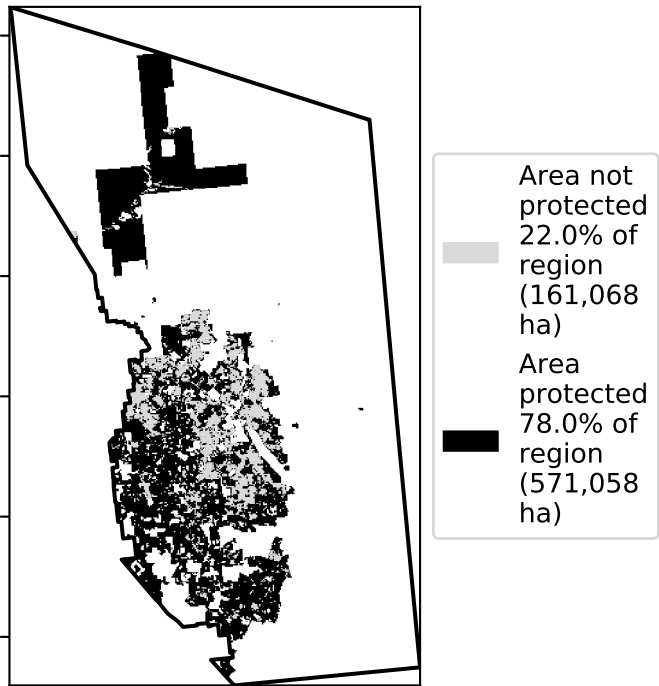 Area not
protected
22.0% of
region
(161,068
ha)
Area
protected
78.0% of
region
(571,058
ha)